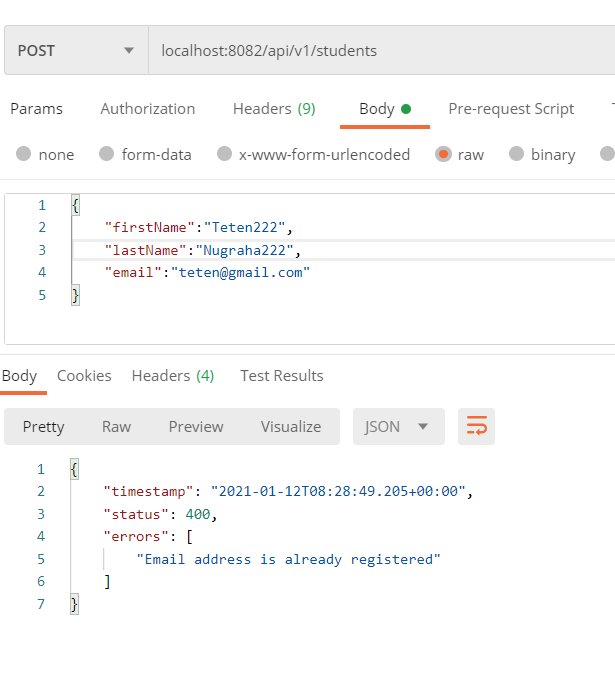 POST localhost:8082/api/v1/students
Params Authorization Headers (9) Body Pre-request Script
none form-data x-www-form-urlencoded raw binary
1 {
2 "firstName":"Teten222",
3 "lastName":"Nugraha222",
4 "email":"teten@gmail.com"
5 }
Body Cookies Headers (4) Test Results
Pretty Raw Preview Visualize JSON
1 {
2 "timestamp": "2021-01-12T08:28:49.205+00:00",
3 "status": 400,
4 "errors": [
5 "Email address is already registered"
6 ]
7 }